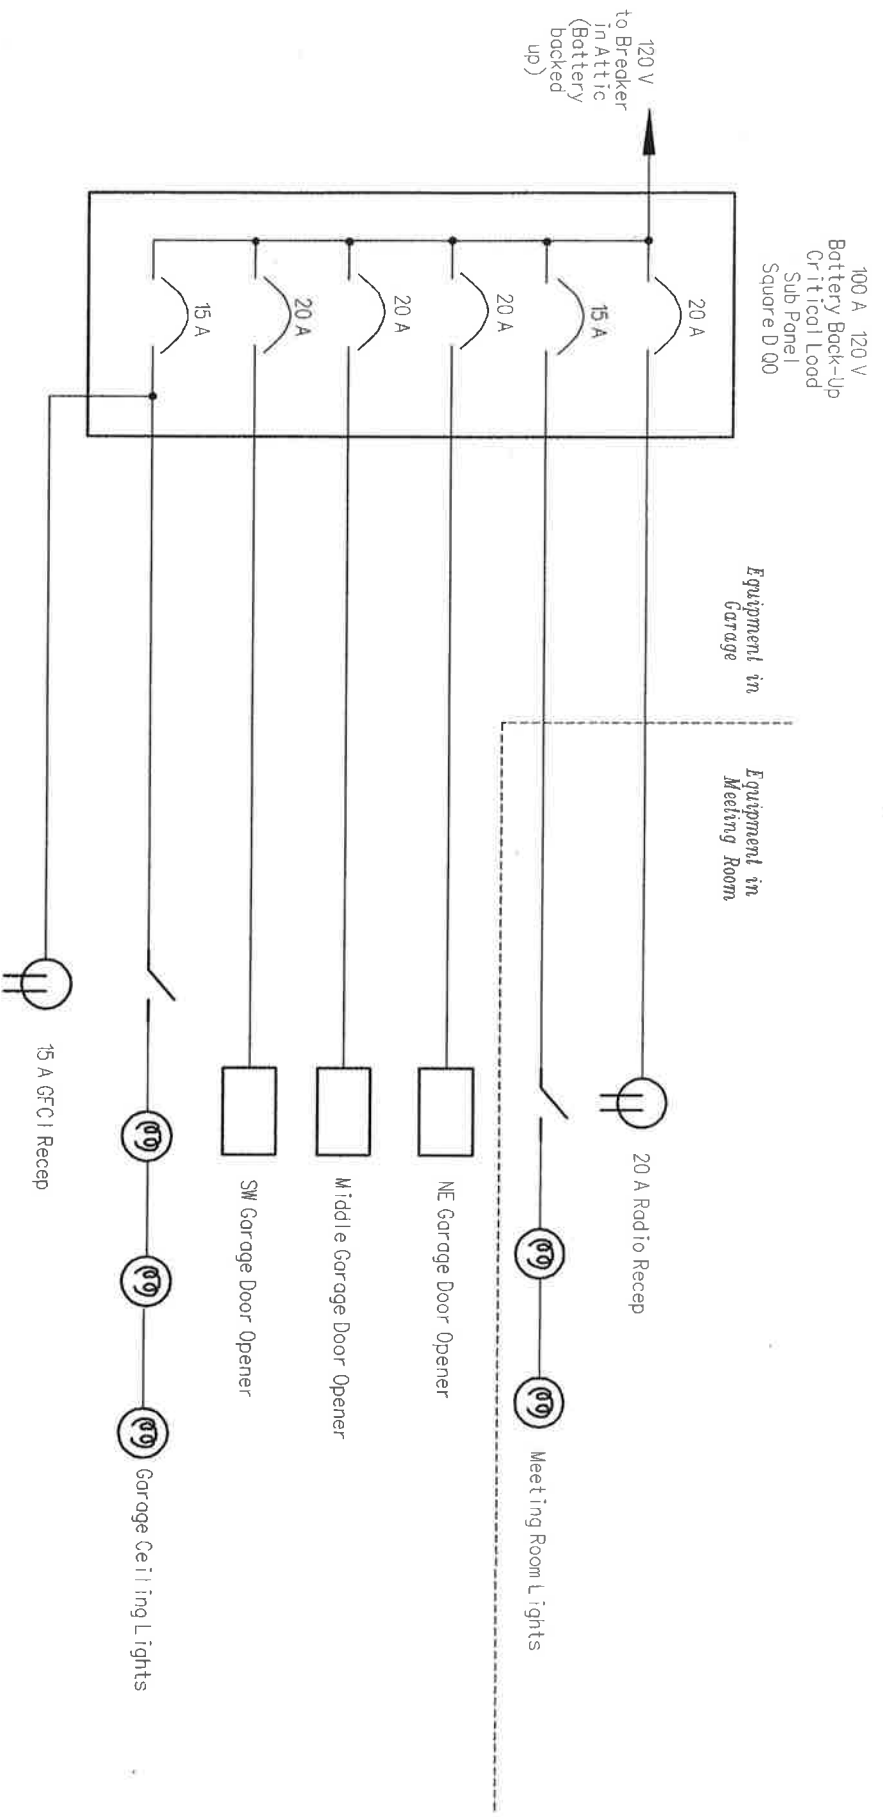 100 A 120 V
Battery Back-Up
Critical Load
Sub Panel
Square D QO
120 V
to Breaker
in Attic
(Battery
backed
up)
Equipment in
Garage
Equipment in
Meeting Room
20 A
15 A
20 A
20 A
20 A
15 A
20 A Radio Recep
Meeting Room Lights
NE Garage Door Opener
Middle Garage Door Opener
SW Garage Door Opener
Garage Ceiling Lights
15 A GFCI Recep